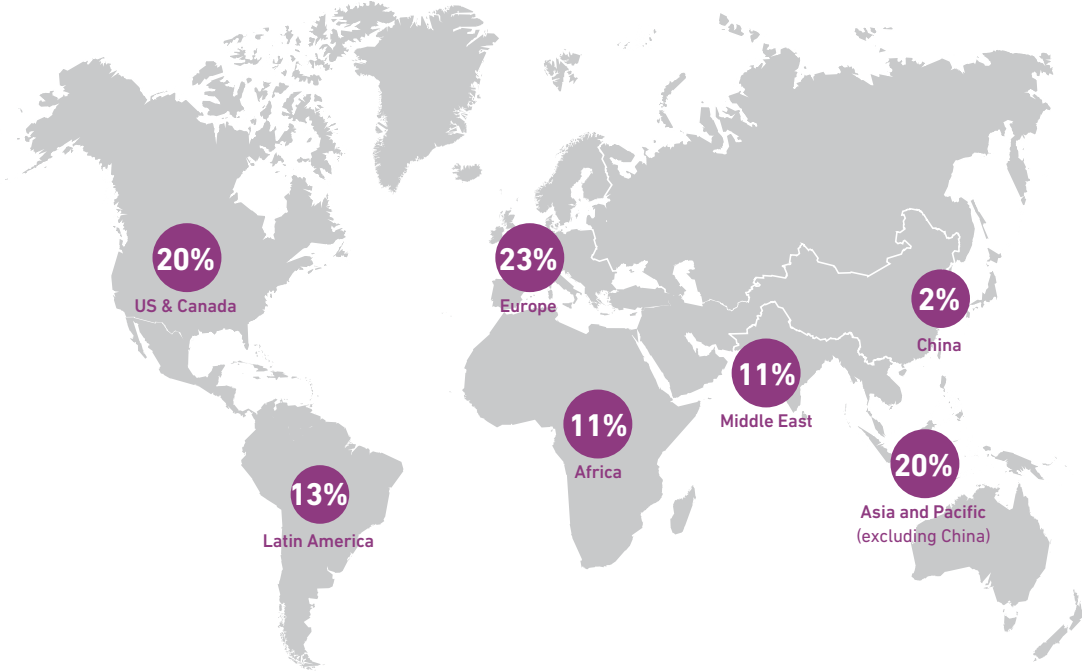 20%
US & Canada
23%
Europe
2%
China
11%
Middle East
11%
Africa
20%
Asia and Pacific
(excluding China)
13%
Latin America